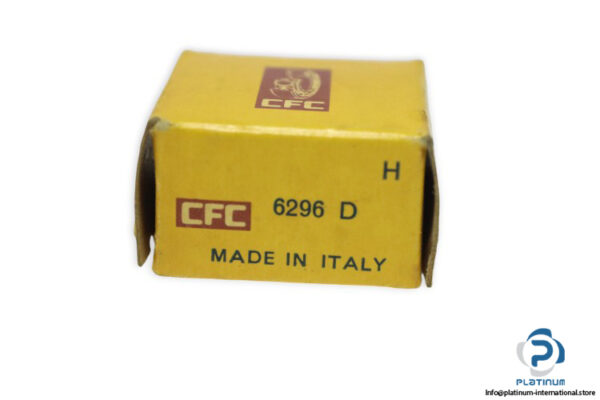 CFC
H
CFC 6296 D
MADE IN ITALY
PLATINUM
Info@platinum-international.store